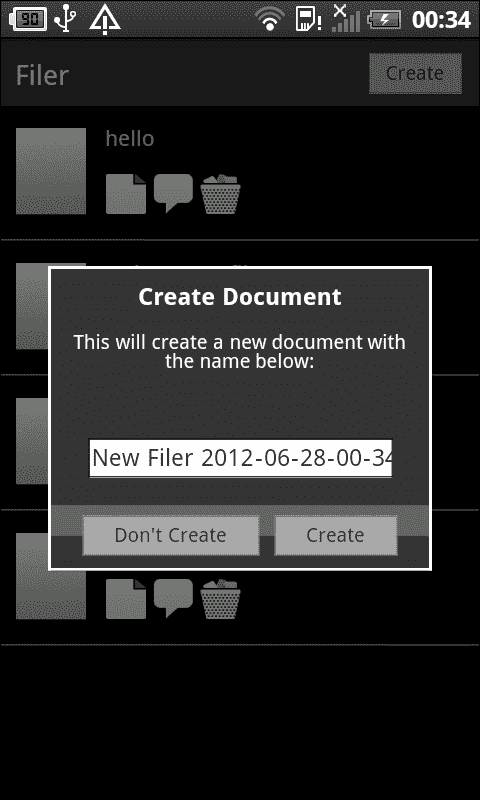 90
00:34
Filer
Create
hello
Create Document
This will create a new document with
the name below:
New Filer 2012-06-28-00-34
Don't Create
Create